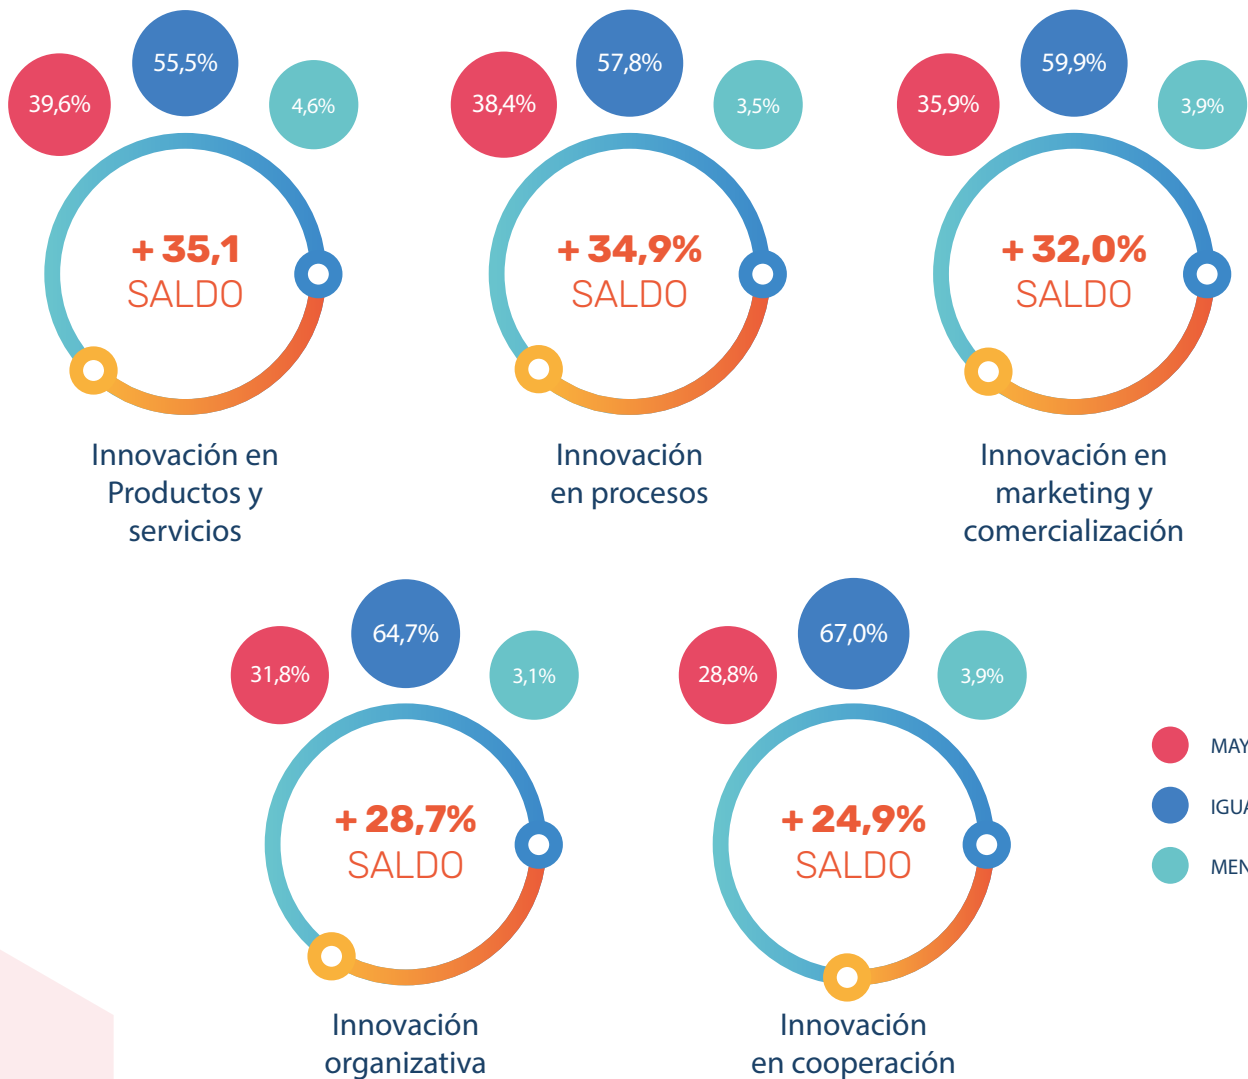 39,6%
55,5%
4,6%
+ 35,1
SALDO
Innovación en
Productos y
servicios
38,4%
57,8%
3,5%
+ 34,9%
SALDO
Innovación
en procesos
35,9%
59,9%
3,9%
+ 32,0%
SALDO
Innovación en
marketing y
comercialización
31,8%
64,7%
3,1%
+ 28,7%
SALDO
Innovación
organizativa
28,8%
67,0%
3,9%
+ 24,9%
SALDO
Innovación
en cooperación
MAY
IGUA
MEN